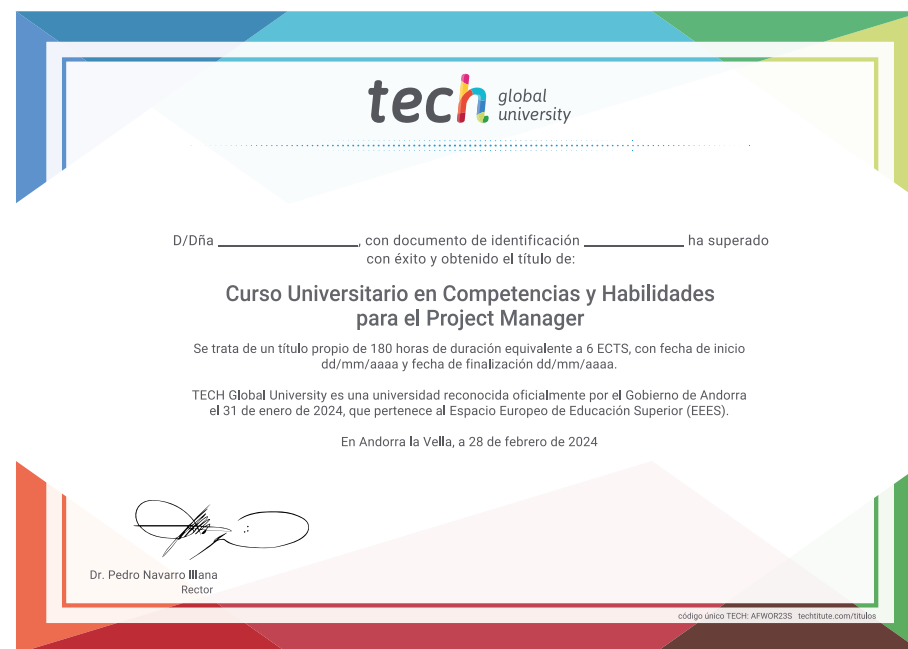 tech global university
D/Dña ____________________, con documento de identificación ______________ ha superado
con éxito y obtenido el título de:
Curso Universitario en Competencias y Habilidades
para el Project Manager
Se trata de un título propio de 180 horas de duración equivalente a 6 ECTS, con fecha de inicio
dd/mm/aaaa y fecha de finalización dd/mm/aaaa.
TECH Global University es una universidad reconocida oficialmente por el Gobierno de Andorra
el 31 de enero de 2024, que pertenece al Espacio Europeo de Educación Superior (EEES).
En Andorra la Vella, a 28 de febrero de 2024
Dr. Pedro Navarro Illana
Rector
código único TECH: AFWOR23S techtitute.com/titulos